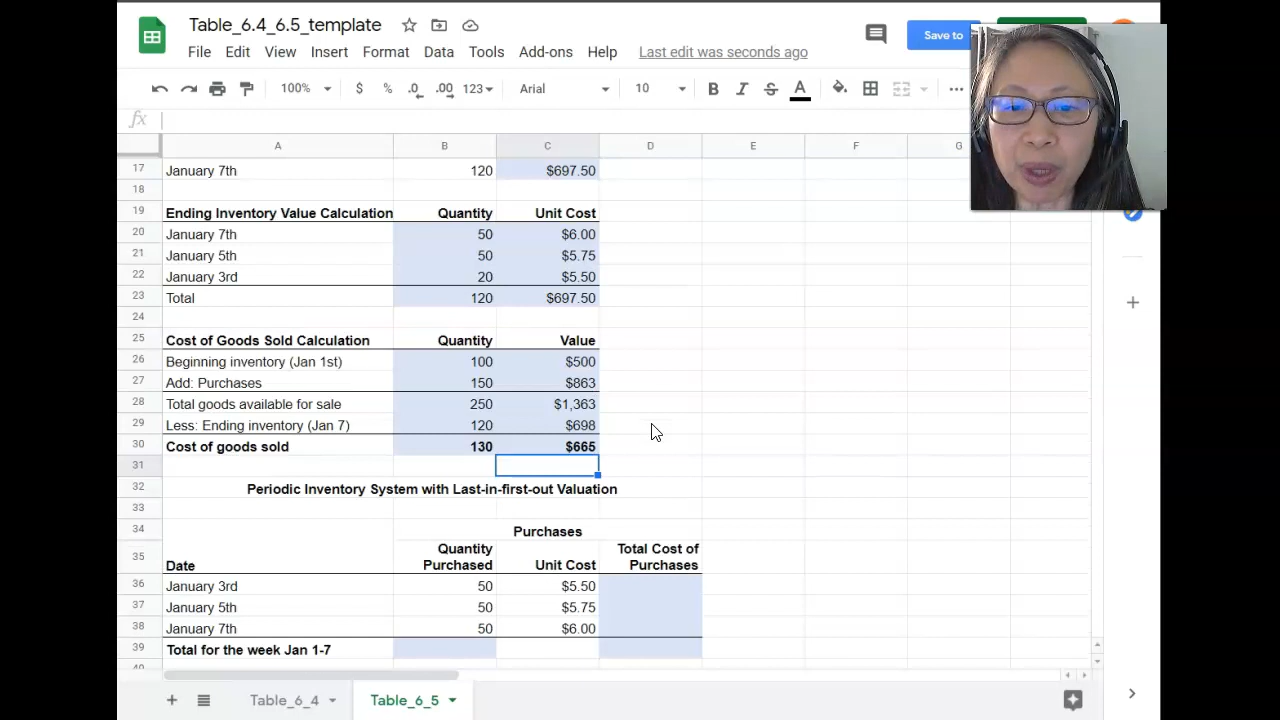 Table_6.4_6.5_template
File Edit View Insert Format Data Tools Add-ons Help Last edit was seconds ago
Save to
100% $ % .0 .00 123 Arial 10 B I S A
fx
A B C D E F G
17 January 7th 120 $697.50
18
19 Ending Inventory Value Calculation Quantity Unit Cost
20 January 7th 50 $6.00
21 January 5th 50 $5.75
22 January 3rd 20 $5.50
23 Total 120 $697.50
24
25 Cost of Goods Sold Calculation Quantity Value
26 Beginning inventory (Jan 1st) 100 $500
27 Add: Purchases 150 $863
28 Total goods available for sale 250 $1,363
29 Less: Ending inventory (Jan 7) 120 $698
30 Cost of goods sold 130 $665
31
32 Periodic Inventory System with Last-in-first-out Valuation
33
34 Purchases
35 Date Quantity Purchased Unit Cost Total Cost of Purchases
36 January 3rd 50 $5.50
37 January 5th 50 $5.75
38 January 7th 50 $6.00
39 Total for the week Jan 1-7
Table_6_4 Table_6_5